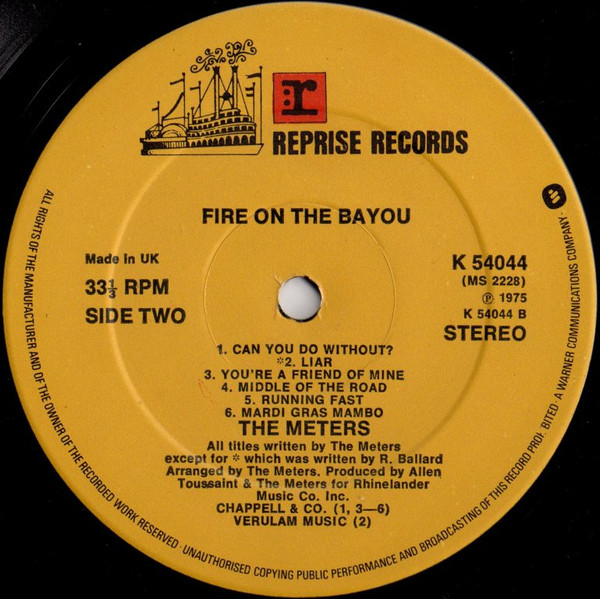 r
REPRISE RECORDS
FIRE ON THE BAYOU
Made in UK
33⅓ RPM
SIDE TWO
K 54044
(MS 2228)
℗ 1975
K 54044 B
STEREO
1. CAN YOU DO WITHOUT?
*2. LIAR
3. YOU'RE A FRIEND OF MINE
4. MIDDLE OF THE ROAD
5. RUNNING FAST
6. MARDI GRAS MAMBO
THE METERS
All titles written by The Meters
except for * which was written by R. Ballard
Arranged by The Meters. Produced by Allen
Toussaint & The Meters for Rhinelander
Music Co. Inc.
CHAPPELL & CO. (1, 3—6)
VERULAM MUSIC (2)
ALL RIGHTS OF THE MANUFACTURER AND OF THE OWNER OF THE RECORDED WORK RESERVED · UNAUTHORISED COPYING PUBLIC PERFORMANCE AND BROADCASTING OF THIS RECORD PROHIBITED · A WARNER COMMUNICATIONS COMPANY ·